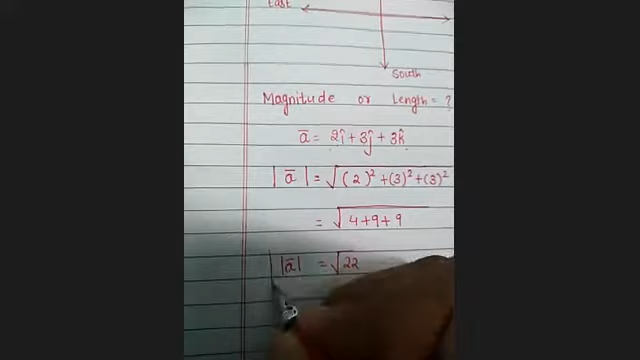 East
South
Magnitude or Length = ?
a̅ = 2î + 3ĵ + 3k̂
|a̅| = √(2)² + (3)² + (3)²
= √4+9+9
|a̅| = √22